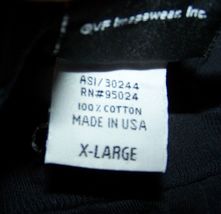 ©VF Imagewear, Inc.
ASI/30244
RN#95024
100% COTTON
MADE IN USA
X-LARGE